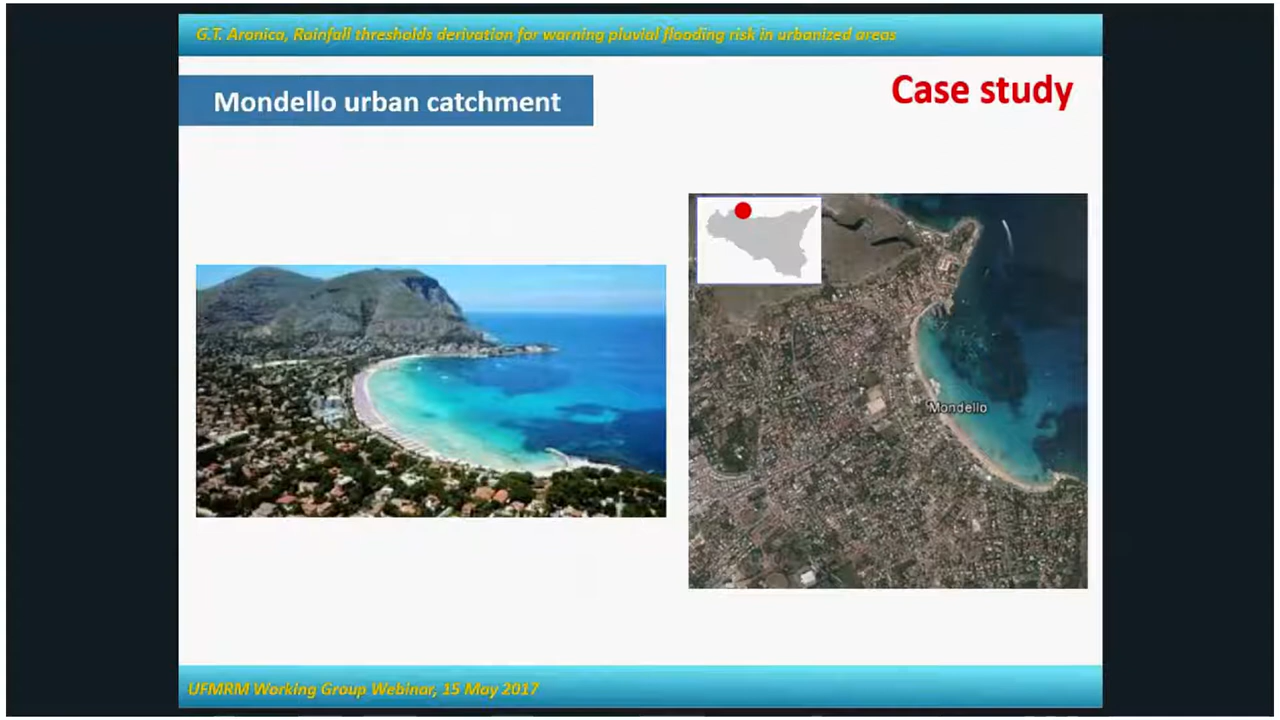 G.T. Aronica, Rainfall thresholds derivation for warning pluvial flooding risk in urbanized areas
Mondello urban catchment
Case study
Mondello
UFMRM Working Group Webinar, 15 May 2017